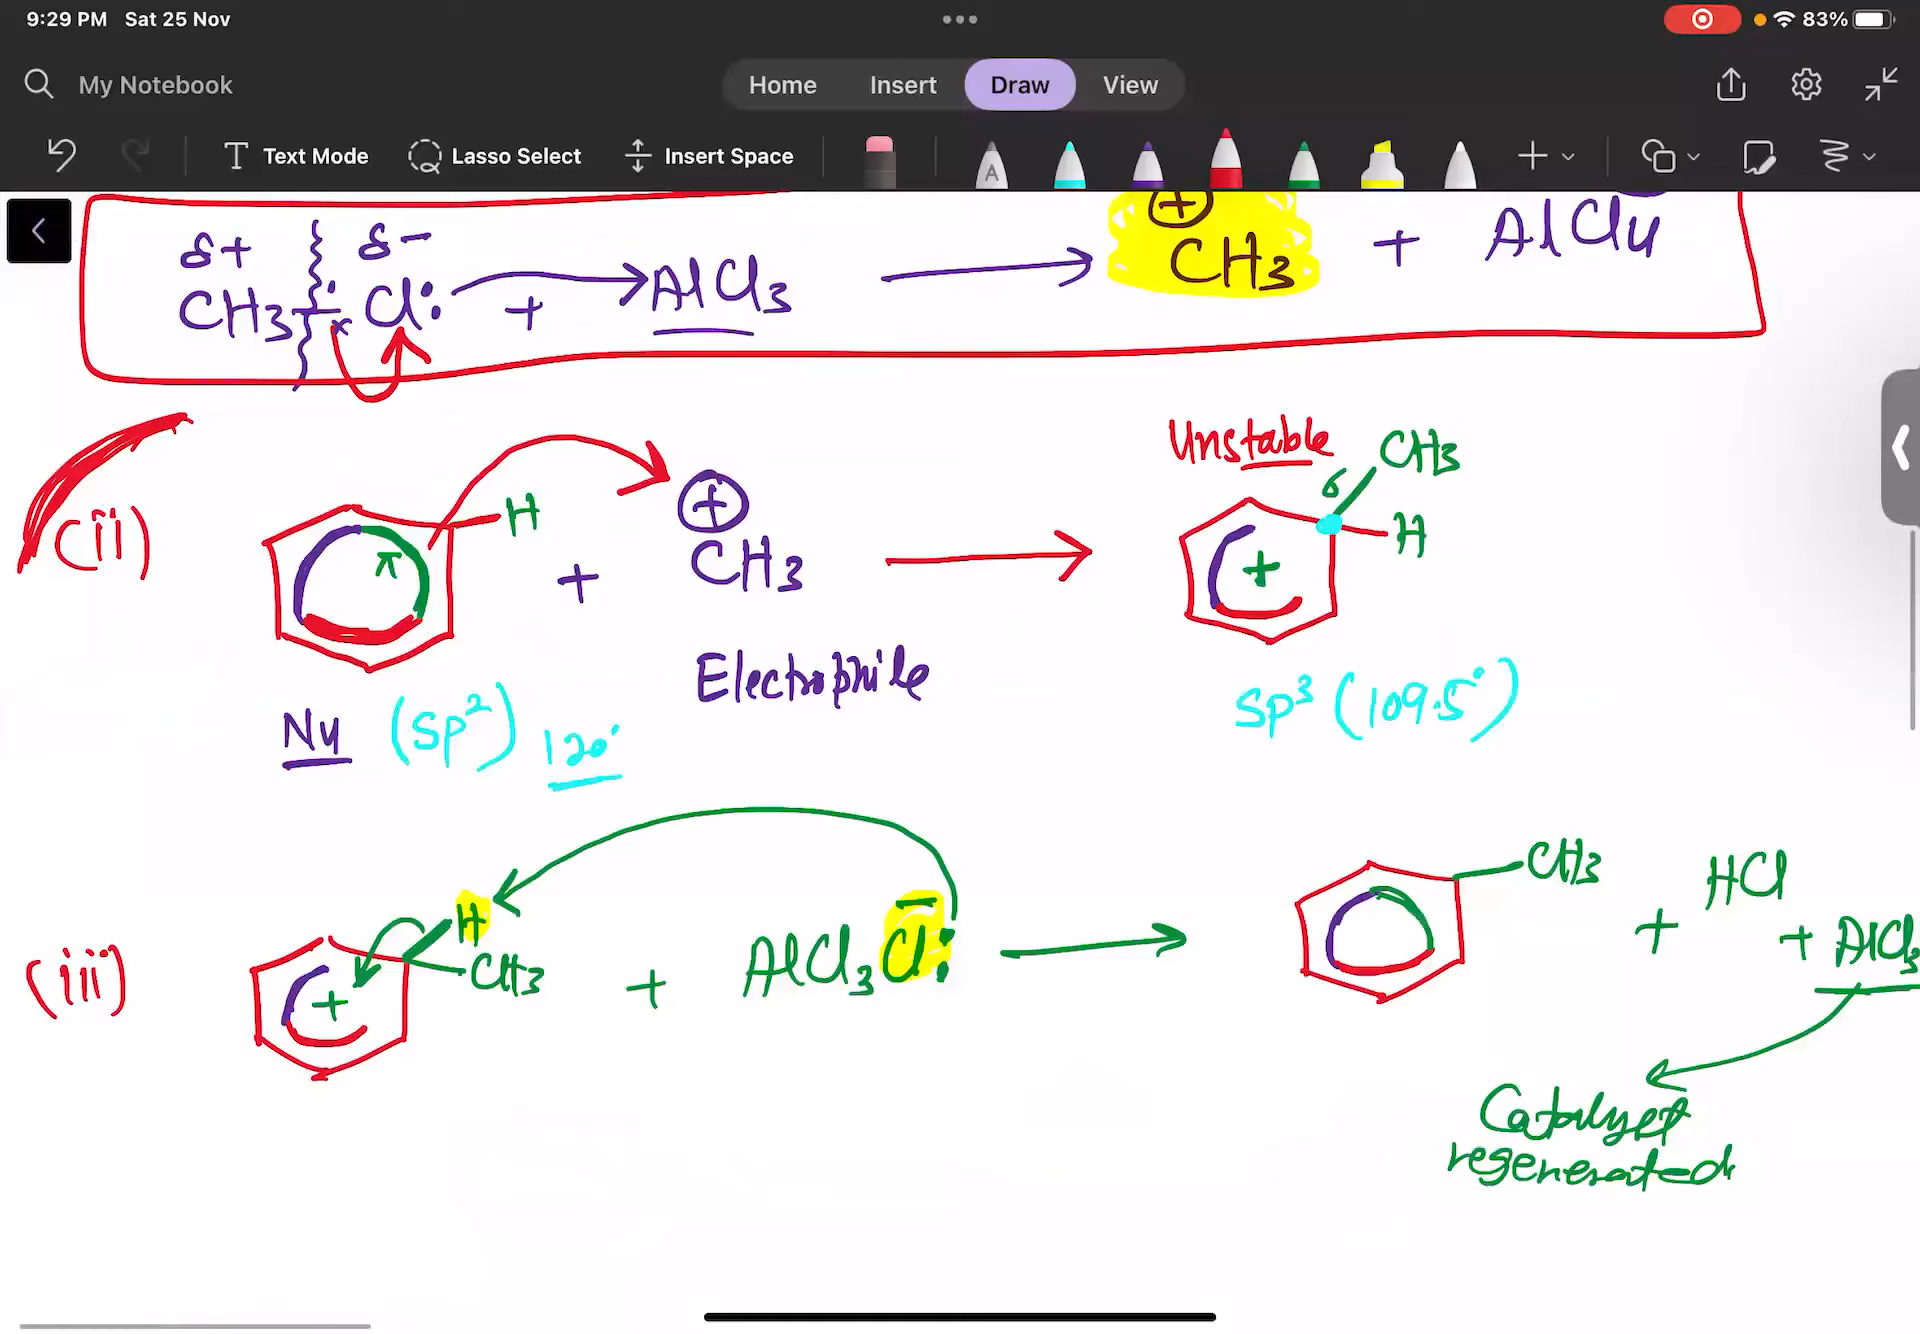 9:29 PM Sat 25 Nov
83%
My Notebook
Home Insert Draw View
Text Mode Lasso Select Insert Space
A
δ+ δ−
CH3 Cl: + AlCl3 ⊕ CH3 + AlCl4
(ii)
H
π
+
⊕
CH3
Electrophile
Nu (Sp²) 120°
Unstable
CH3
σ
H
+
Sp³ (109.5°)
(iii)
H
CH3
+
+ AlCl3 Cl̄:
CH3
+ HCl
+ AlCl3
Catalyst
regenerated